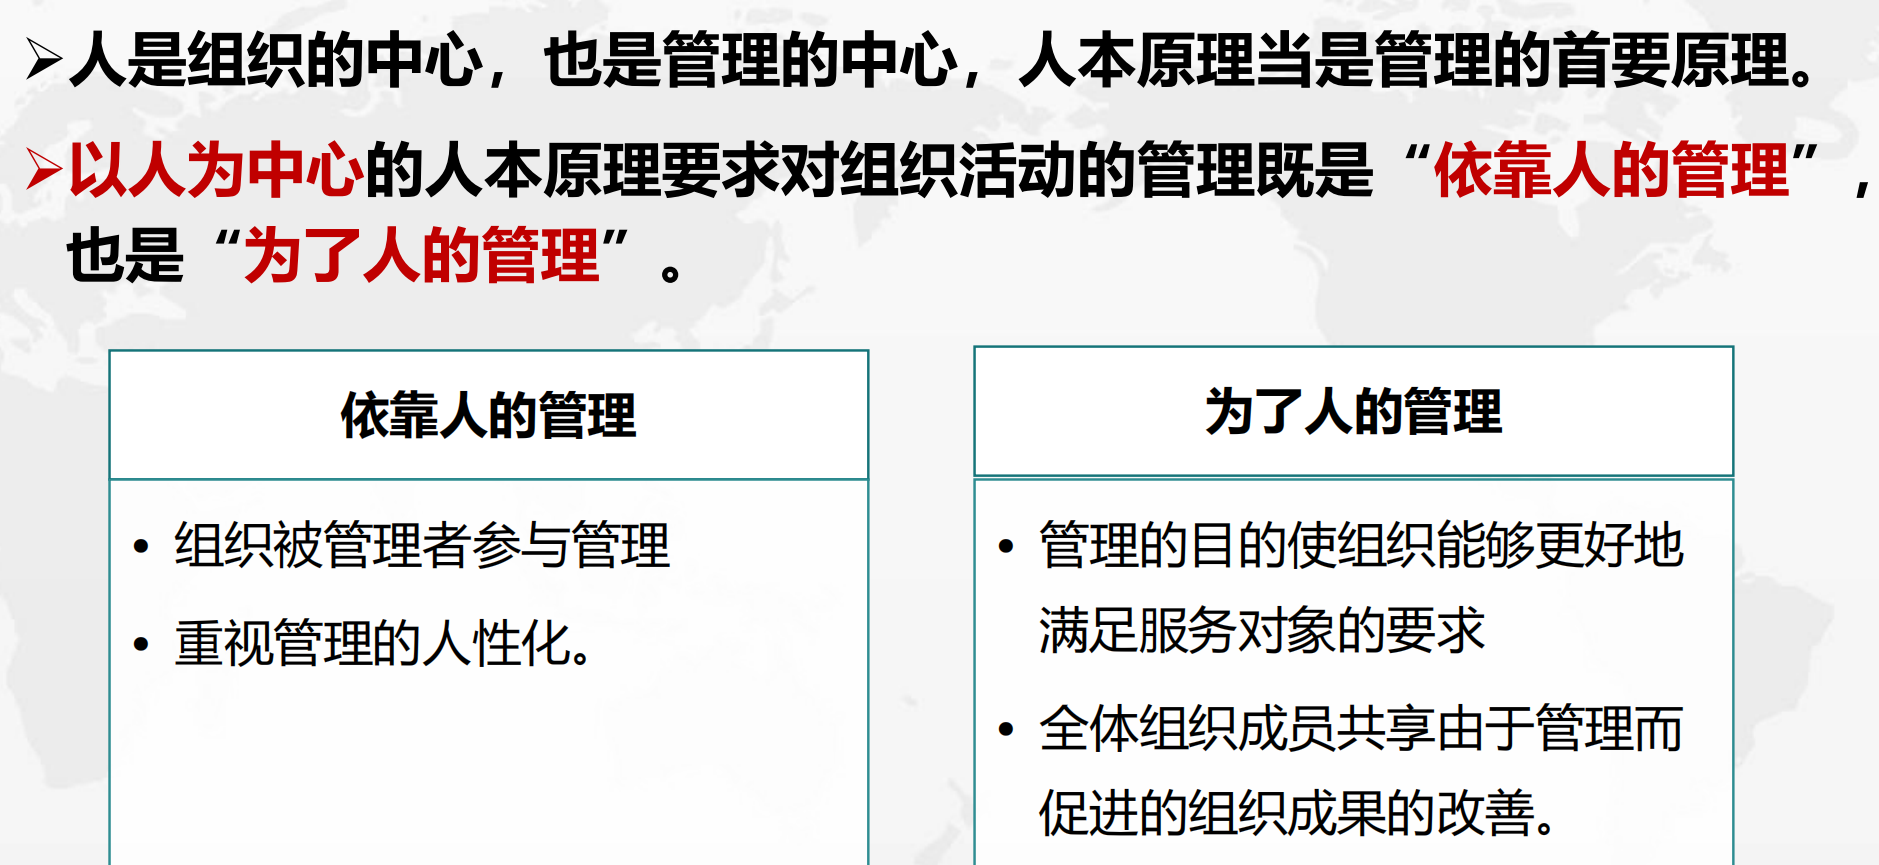 ➢人是组织的中心，也是管理的中心，人本原理当是管理的首要原理。
➢以人为中心的人本原理要求对组织活动的管理既是“依靠人的管理”，
也是“为了人的管理”。
依靠人的管理
• 组织被管理者参与管理
• 重视管理的人性化。
为了人的管理
• 管理的目的使组织能够更好地
满足服务对象的要求
• 全体组织成员共享由于管理而
促进的组织成果的改善。